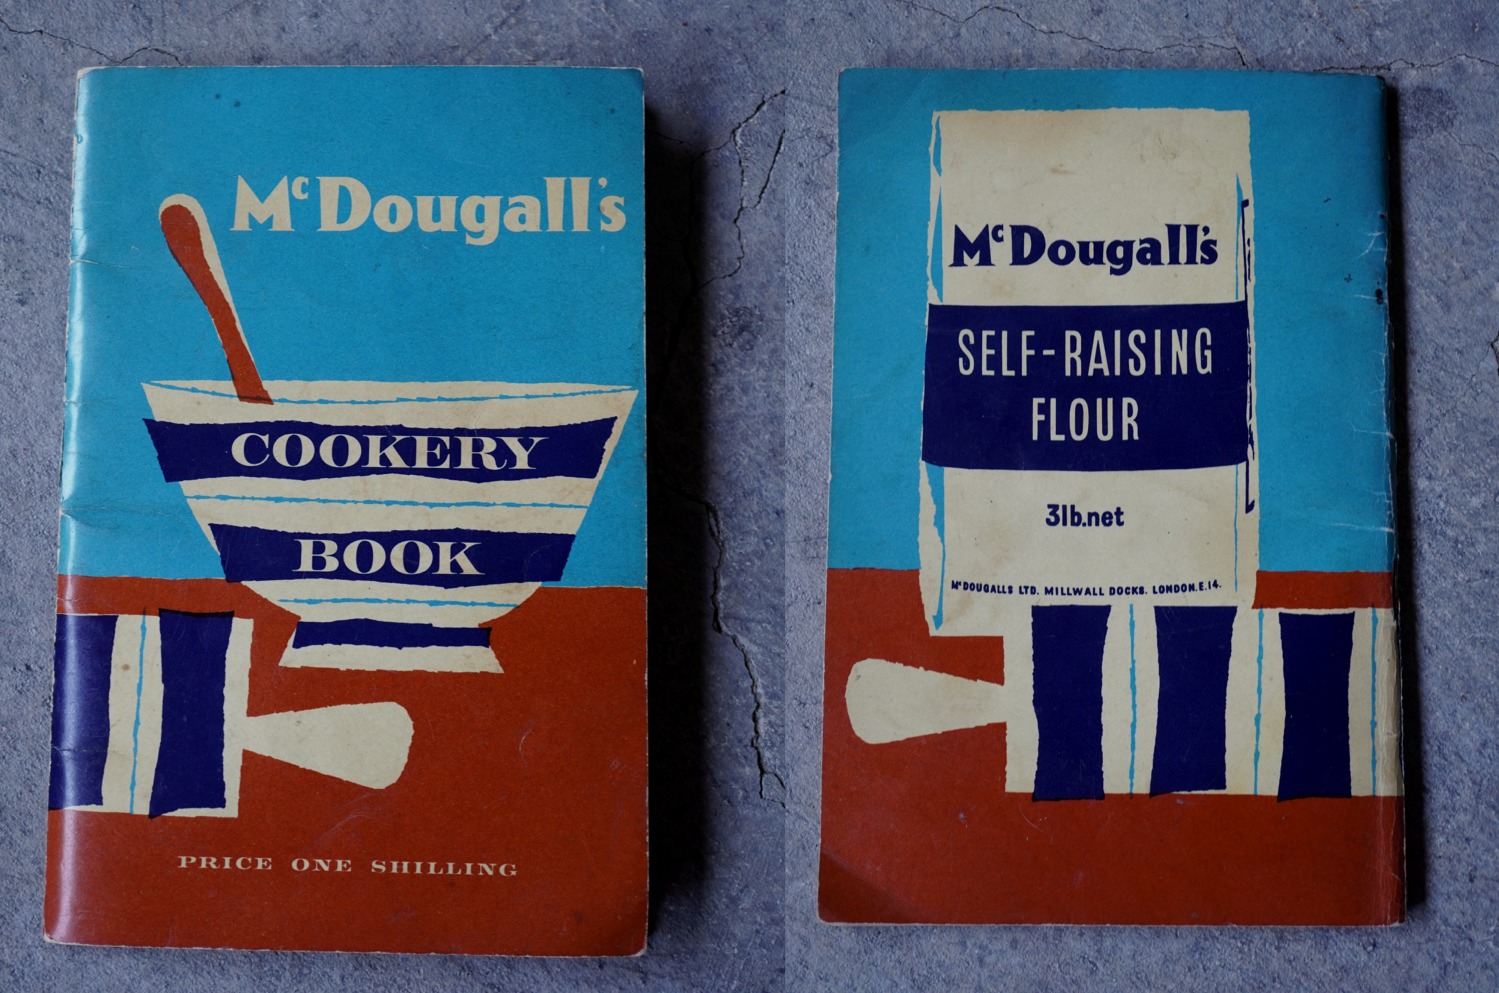 McDougall's
COOKERY
BOOK
PRICE ONE SHILLING
McDougall's
SELF-RAISING
FLOUR
3lb.net
McDOUGALLS LTD. MILLWALL DOCKS. LONDON.E.14.